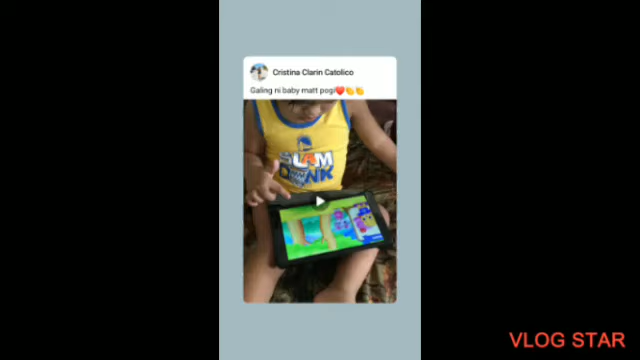 Cristina Clarin Catolico
Galing ni baby matt pogi❤️👏👏
SLAM
DUNK
VLOG STAR